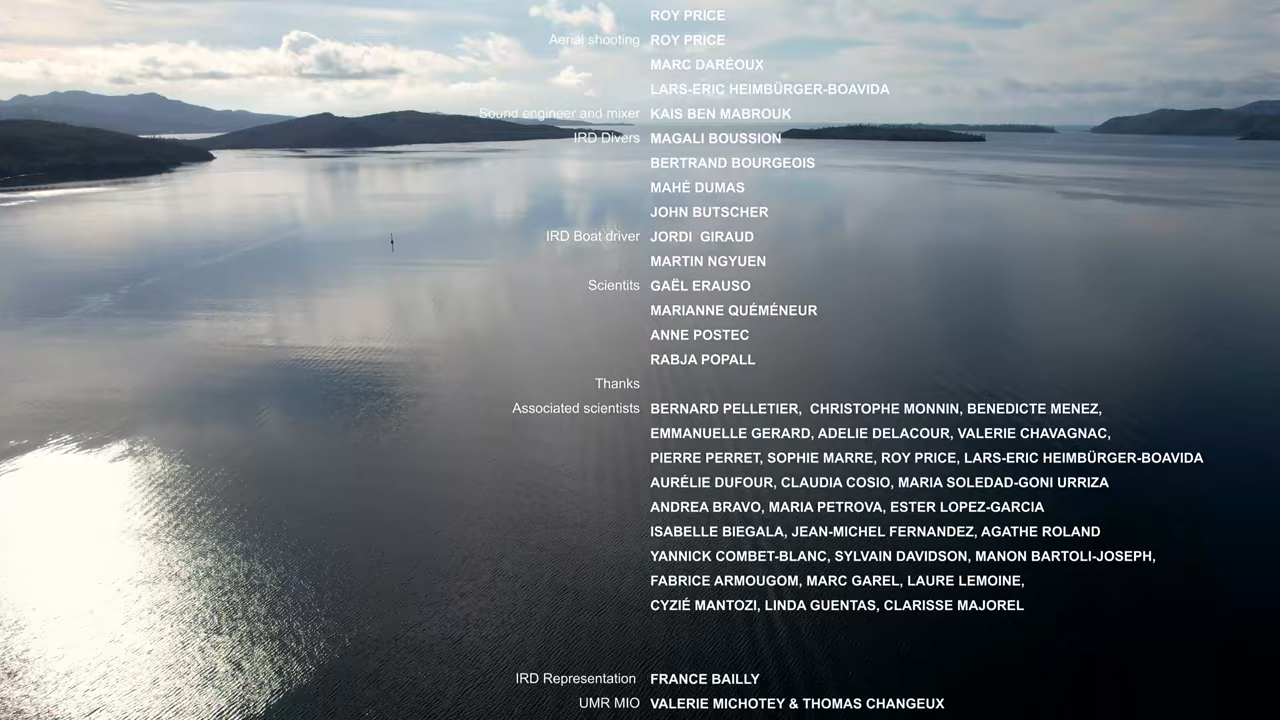 ROY PRICE
Aerial shooting ROY PRICE
MARC DARÉOUX
LARS-ERIC HEIMBÜRGER-BOAVIDA
Sound engineer and mixer KAIS BEN MABROUK
IRD Divers MAGALI BOUSSION
BERTRAND BOURGEOIS
MAHÉ DUMAS
JOHN BUTSCHER
IRD Boat driver JORDI GIRAUD
MARTIN NGYUEN
Scientits GAËL ERAUSO
MARIANNE QUÉMÉNEUR
ANNE POSTEC
RABJA POPALL
Thanks
Associated scientists BERNARD PELLETIER, CHRISTOPHE MONNIN, BENEDICTE MENEZ,
EMMANUELLE GERARD, ADELIE DELACOUR, VALERIE CHAVAGNAC,
PIERRE PERRET, SOPHIE MARRE, ROY PRICE, LARS-ERIC HEIMBÜRGER-BOAVIDA
AURÉLIE DUFOUR, CLAUDIA COSIO, MARIA SOLEDAD-GONI URRIZA
ANDREA BRAVO, MARIA PETROVA, ESTER LOPEZ-GARCIA
ISABELLE BIEGALA, JEAN-MICHEL FERNANDEZ, AGATHE ROLAND
YANNICK COMBET-BLANC, SYLVAIN DAVIDSON, MANON BARTOLI-JOSEPH,
FABRICE ARMOUGOM, MARC GAREL, LAURE LEMOINE,
CYZIÉ MANTOZI, LINDA GUENTAS, CLARISSE MAJOREL
IRD Representation FRANCE BAILLY
UMR MIO VALERIE MICHOTEY & THOMAS CHANGEUX